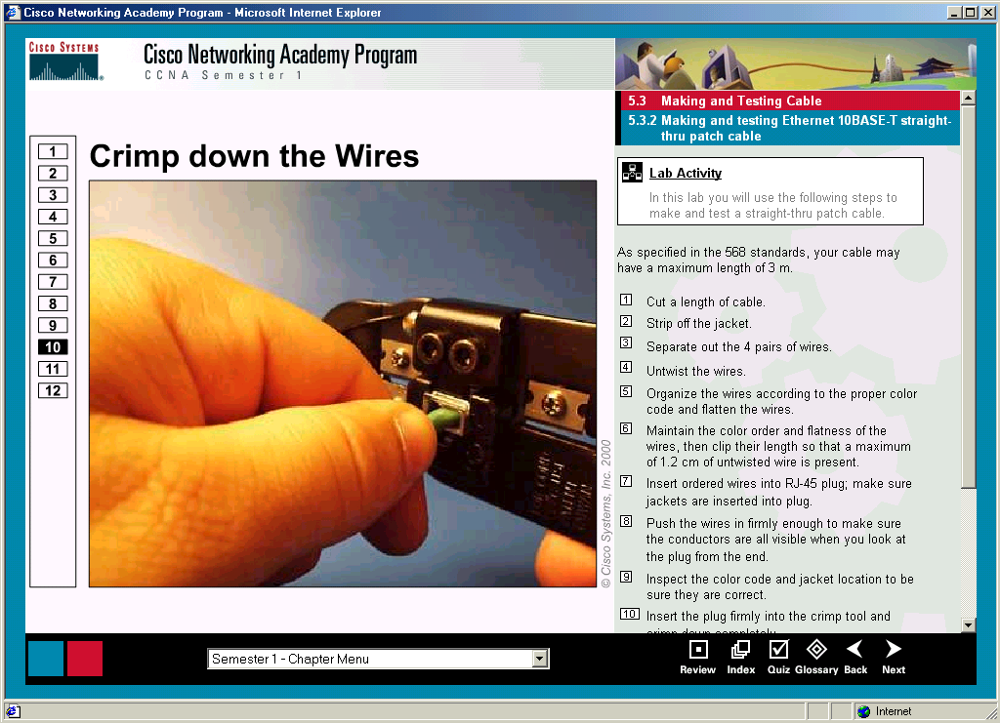 Cisco Networking Academy Program - Microsoft Internet Explorer
CISCO SYSTEMS
Cisco Networking Academy Program
CCNA Semester 1
5.3 Making and Testing Cable
5.3.2 Making and testing Ethernet 10BASE-T straight-
thru patch cable
Lab Activity
In this lab you will use the following steps to
make and test a straight-thru patch cable.
1
2
3
4
5
6
7
8
9
10
11
12
Crimp down the Wires
© Cisco Systems, Inc. 2000
As specified in the 568 standards, your cable may
have a maximum length of 3 m.
1 Cut a length of cable.
2 Strip off the jacket.
3 Separate out the 4 pairs of wires.
4 Untwist the wires.
5 Organize the wires according to the proper color
code and flatten the wires.
6 Maintain the color order and flatness of the
wires, then clip their length so that a maximum
of 1.2 cm of untwisted wire is present.
7 Insert ordered wires into RJ-45 plug; make sure
jackets are inserted into plug.
8 Push the wires in firmly enough to make sure
the conductors are all visible when you look at
the plug from the end.
9 Inspect the color code and jacket location to be
sure they are correct.
10 Insert the plug firmly into the crimp tool and
crimp down completely.
Semester 1 - Chapter Menu
Review Index Quiz Glossary Back Next
Internet